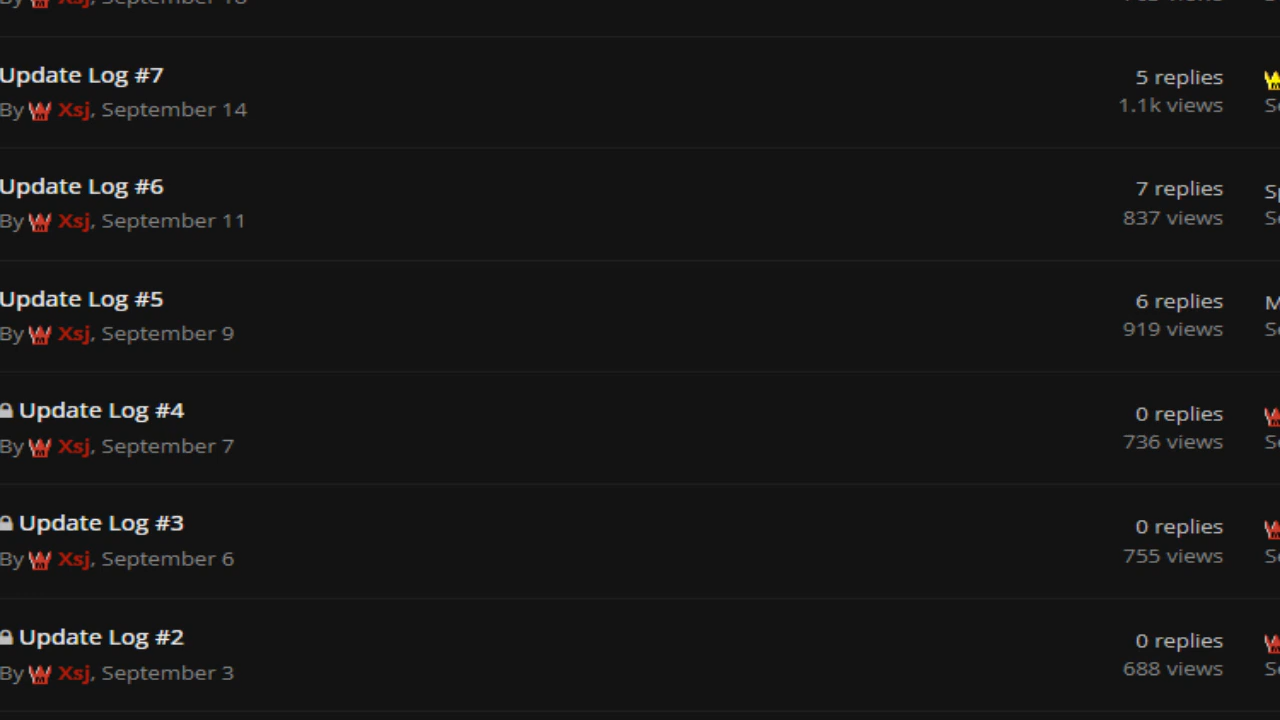 By Xsj, September
Update Log #7
5 replies
By Xsj, September 14
1.1k views
Update Log #6
7 replies
By Xsj, September 11
837 views
Update Log #5
6 replies
By Xsj, September 9
919 views
Update Log #4
0 replies
By Xsj, September 7
736 views
Update Log #3
0 replies
By Xsj, September 6
755 views
Update Log #2
0 replies
By Xsj, September 3
688 views